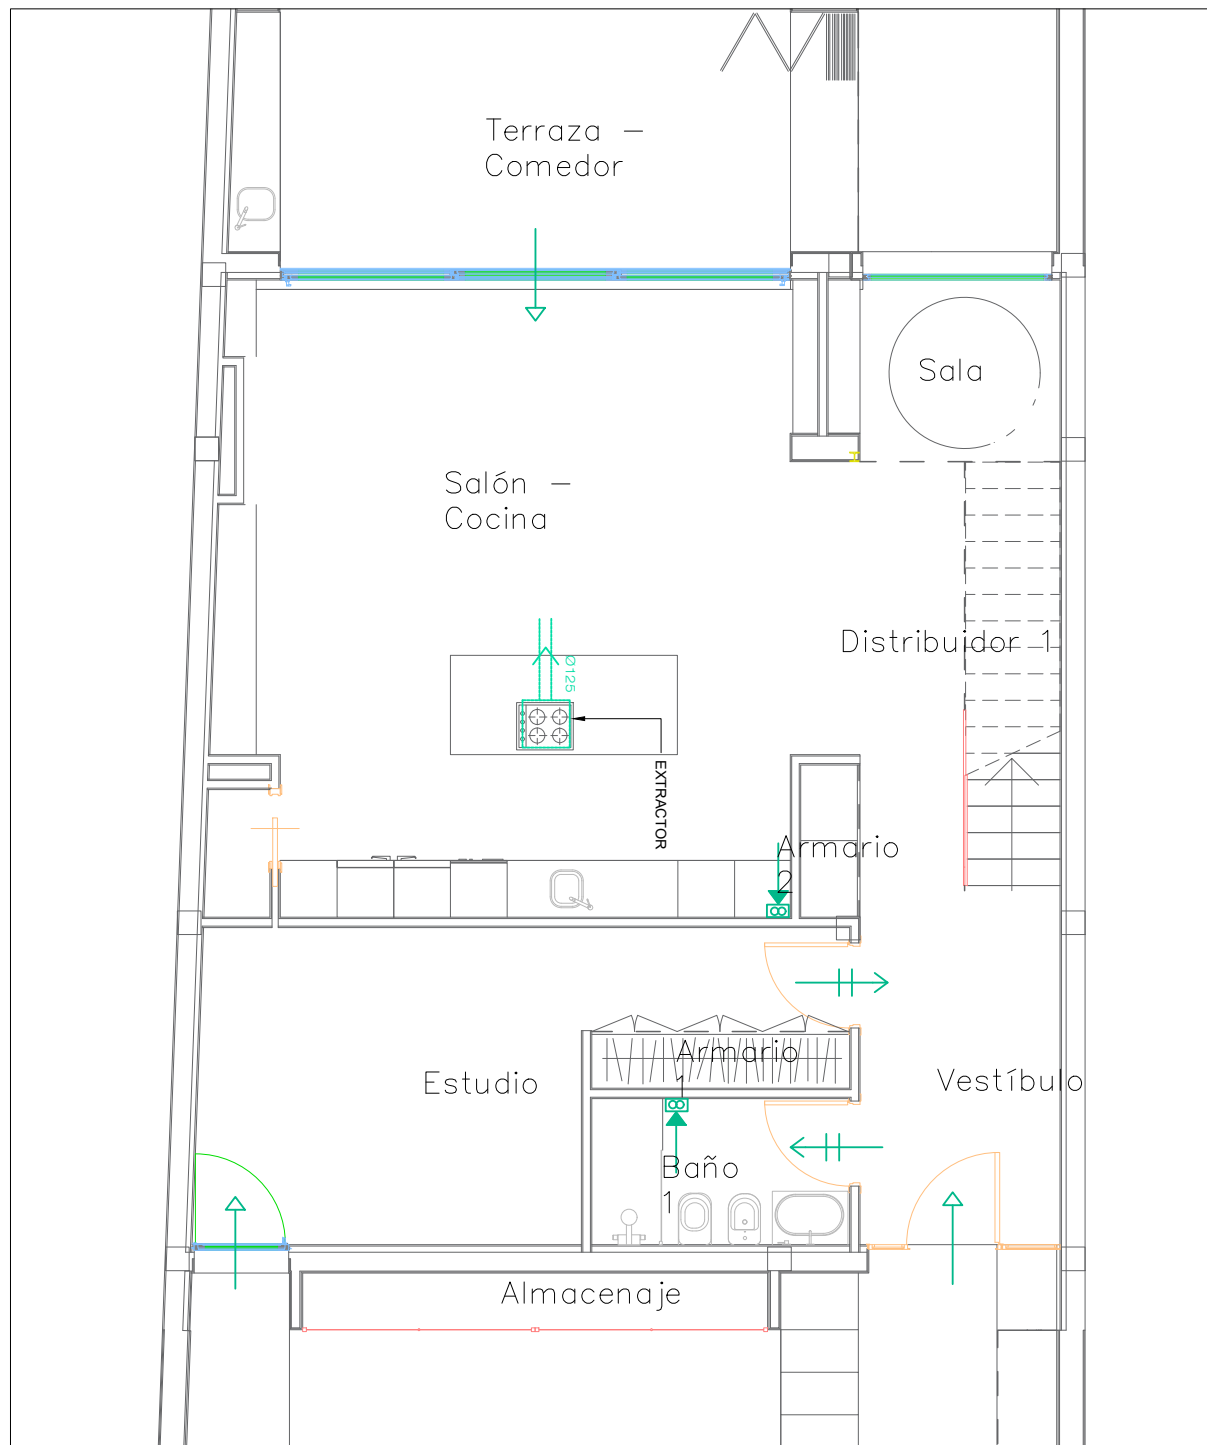 Terraza –
Comedor
Sala
Salón –
Cocina
Distribuidor 1
Ø125
EXTRACTOR
Armario
2
Armario
1
Estudio
Vestíbulo
Baño
1
Almacenaje